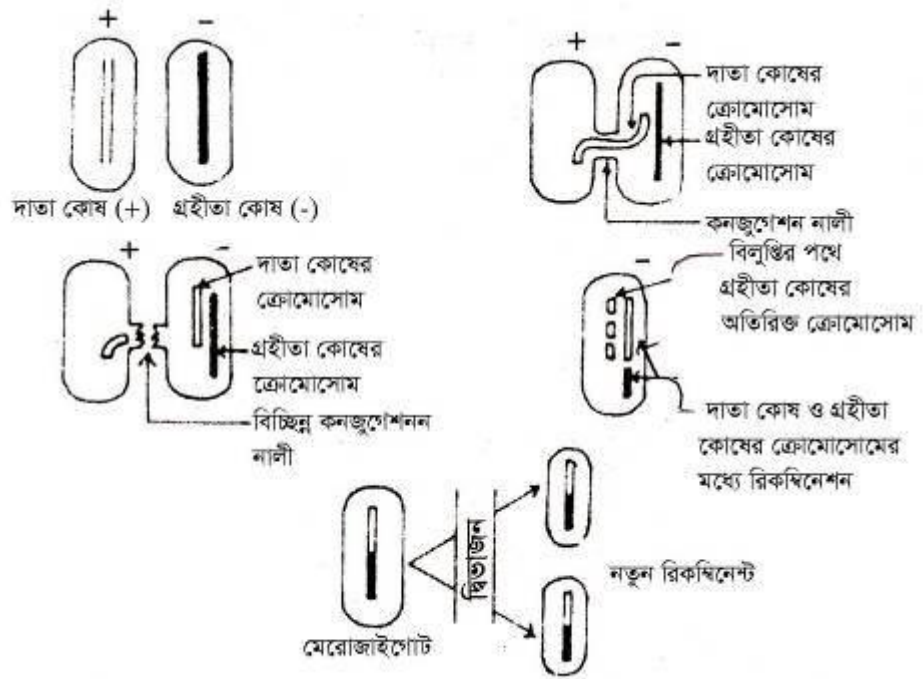 + −
দাতা কোষ (+) গ্রহীতা কোষ (-)
+ −
দাতা কোষের
ক্রোমোসোম
গ্রহীতা কোষের
ক্রোমোসোম
কনজুগেশন নালী
+ −
দাতা কোষের
ক্রোমোসোম
গ্রহীতা কোষের
ক্রোমোসোম
বিচ্ছিন্ন কনজুগেশনন
নালী
−
বিলুপ্তির পথে
গ্রহীতা কোষের
অতিরিক্ত ক্রোমোসোম
দাতা কোষ ও গ্রহীতা
কোষের ক্রোমোসোমের
মধ্যে রিকম্বিনেশন
মেরোজাইগোট
দ্বিভাজন
নতুন রিকম্বিনেন্ট